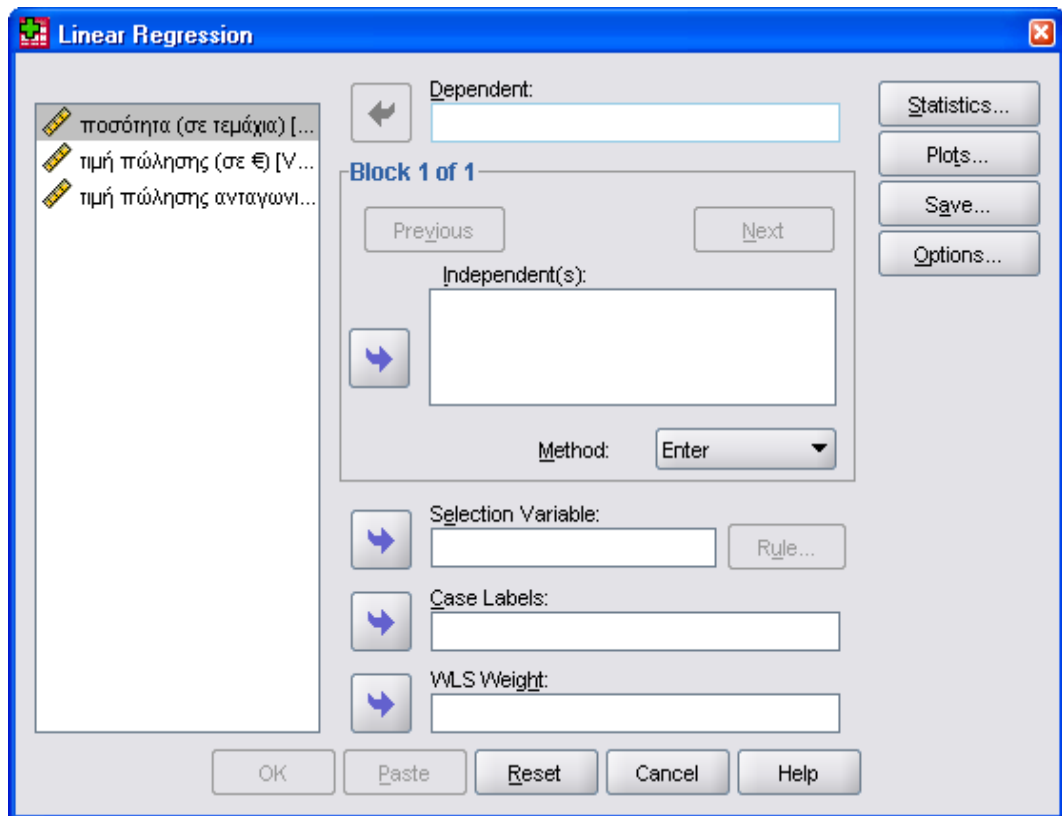 Linear Regression
ποσότητα (σε τεμάχια) [...
τιμή πώλησης (σε €) [V...
τιμή πώλησης ανταγωνι...
Dependent:
Block 1 of 1
Previous
Next
Independent(s):
Method:
Enter
Selection Variable:
Rule...
Case Labels:
WLS Weight:
Statistics...
Plots...
Save...
Options...
OK
Paste
Reset
Cancel
Help